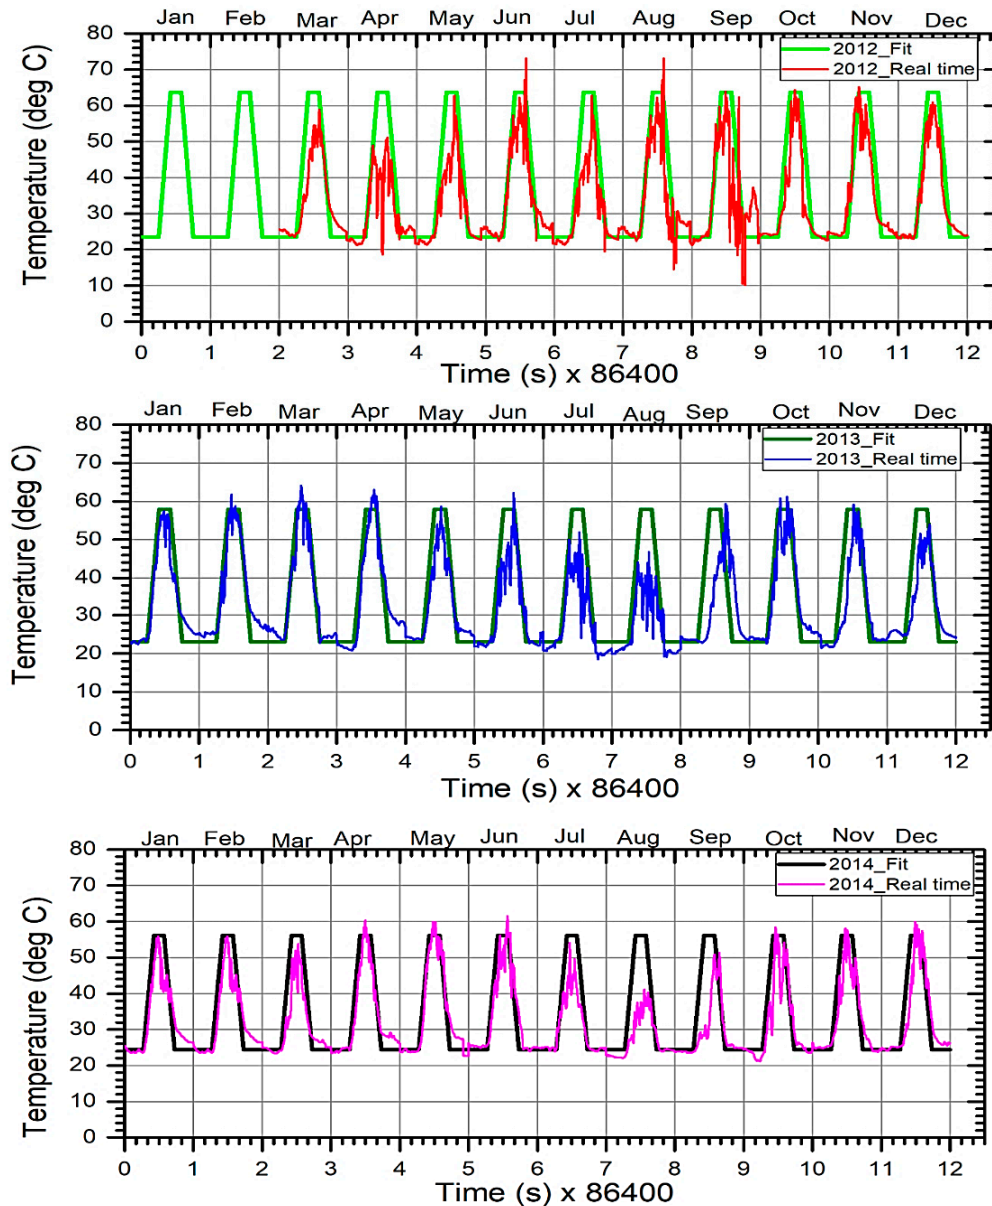 Jan Feb Mar Apr May Jun Jul Aug Sep Oct Nov Dec
80
70
60
50
40
30
20
10
0
Temperature (deg C)
2012_Fit
2012_Real time
0 1 2 3 4 5 6 7 8 9 10 11 12
Time (s) x 86400
Jan Feb Mar Apr May Jun Jul Aug Sep Oct Nov Dec
80
70
60
50
40
30
20
10
0
Temperature (deg C)
2013_Fit
2013_Real time
0 1 2 3 4 5 6 7 8 9 10 11 12
Time (s) x 86400
Jan Feb Mar Apr May Jun Jul Aug Sep Oct Nov Dec
80
70
60
50
40
30
20
10
0
Temperature (deg C)
2014_Fit
2014_Real time
0 1 2 3 4 5 6 7 8 9 10 11 12
Time (s) x 86400